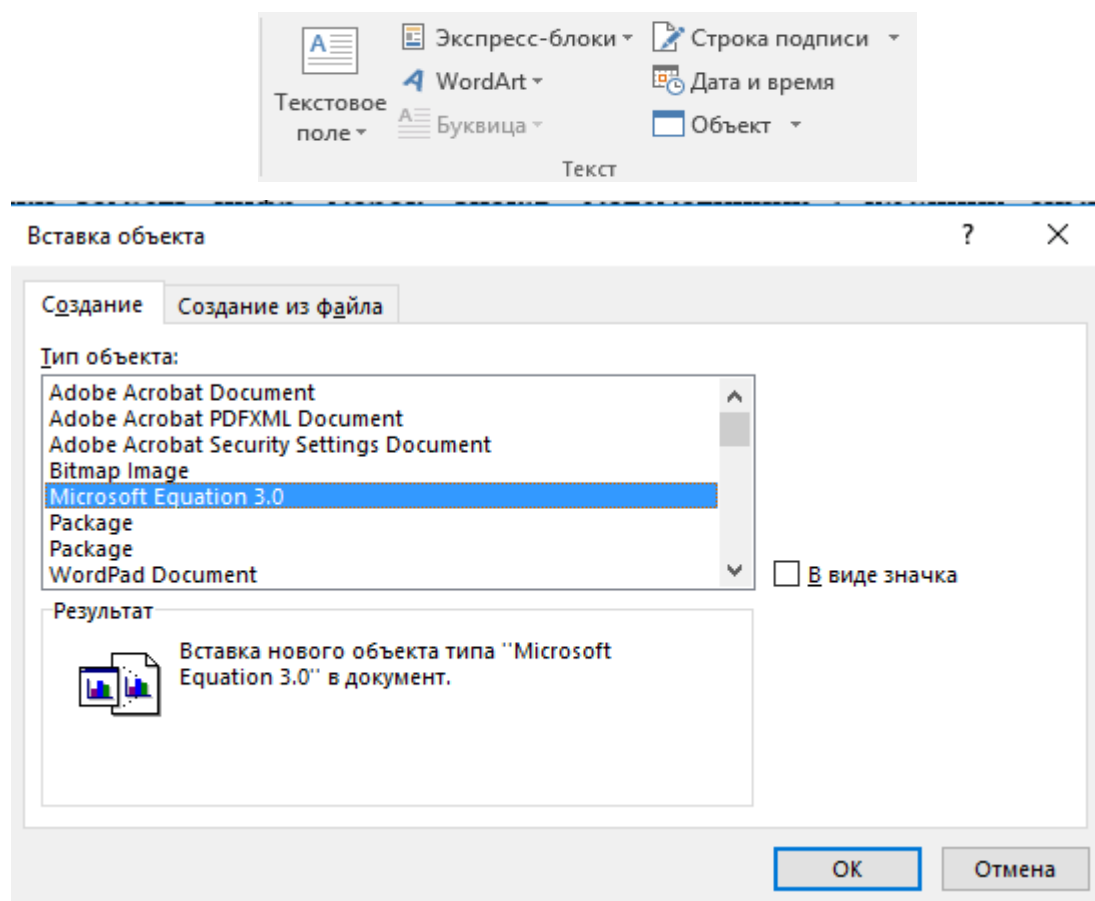 Текстовое поле
Экспресс-блоки
WordArt
Буквица
Строка подписи
Дата и время
Объект
Текст
Вставка объекта
?
Создание
Создание из файла
Тип объекта:
Adobe Acrobat Document
Adobe Acrobat PDFXML Document
Adobe Acrobat Security Settings Document
Bitmap Image
Microsoft Equation 3.0
Package
Package
WordPad Document
В виде значка
Результат
Вставка нового объекта типа "Microsoft
Equation 3.0" в документ.
ОК
Отмена